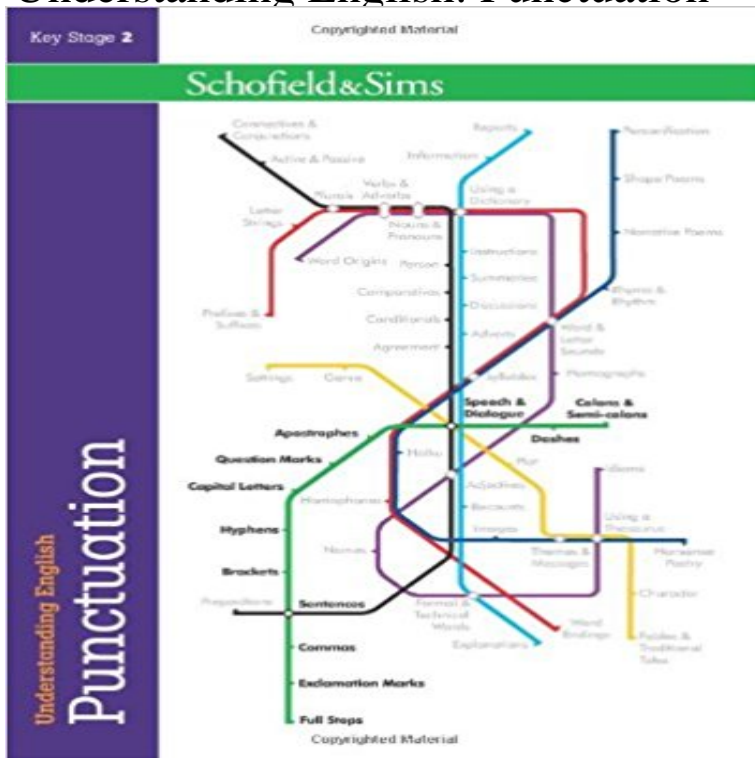 Understanding English: Punctuation
Key Stage 2
Copyrighted Material
Schofield&Sims
Connectives &
Conjunctions
Active & Passive
Plurals
Verbs &
Adverbs
Nouns &
Pronouns
Letter
Strings
Word Origins
Person
Comparatives
Conditionals
Agreement
Prefixes &
Suffixes
Reports
Information
Using a
Dictionary
Instructions
Summaries
Discussions
Adverts
Personification
Shape Poems
Narrative Poems
Rhyme &
Rhythm
Word &
Letter
Sounds
Homographs
Syllables
Settings
Genre
Speech &
Dialogue
Colons &
Semi-colons
Dashes
Apostrophes
Question Marks
Capital Letters
Hyphens
Brackets
Haiku
Plot
Homophones
Adjectives
Recounts
Images
Idioms
Using a
Thesaurus
Names
Themes &
Messages
Nonsense
Poetry
Prepositions
Sentences
Formal &
Technical
Words
Character
Word
Endings
Explanations
Fables &
Traditional
Tales
Commas
Exclamation Marks
Full Stops
Copyrighted Material
Understanding English
Punctuation